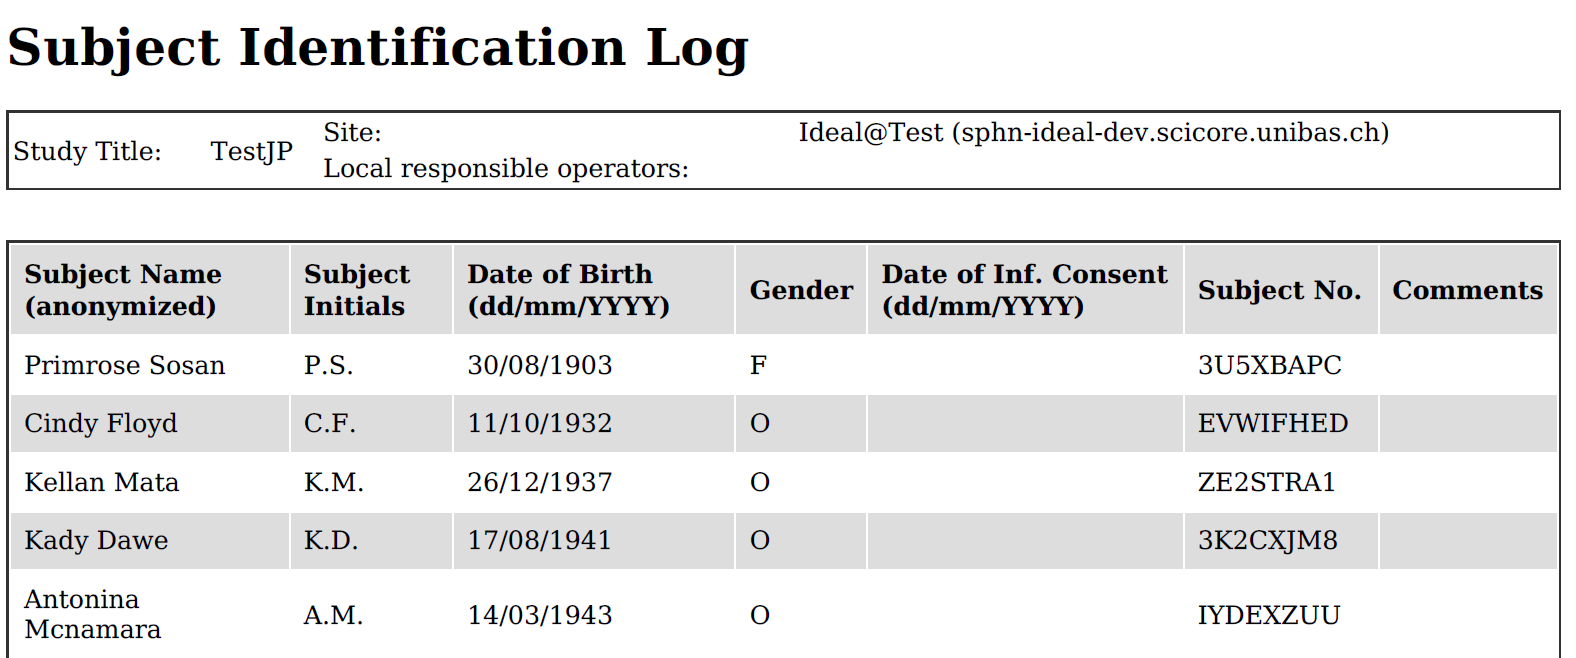 Subject Identification Log
Study Title: TestJP Site: Ideal@Test (sphn-ideal-dev.scicore.unibas.ch)
Local responsible operators:
Subject Name (anonymized) Subject Initials Date of Birth (dd/mm/YYYY) Gender Date of Inf. Consent (dd/mm/YYYY) Subject No. Comments
Primrose Sosan P.S. 30/08/1903 F 3U5XBAPC
Cindy Floyd C.F. 11/10/1932 O EVWIFHED
Kellan Mata K.M. 26/12/1937 O ZE2STRA1
Kady Dawe K.D. 17/08/1941 O 3K2CXJM8
Antonina Mcnamara A.M. 14/03/1943 O IYDEXZUU